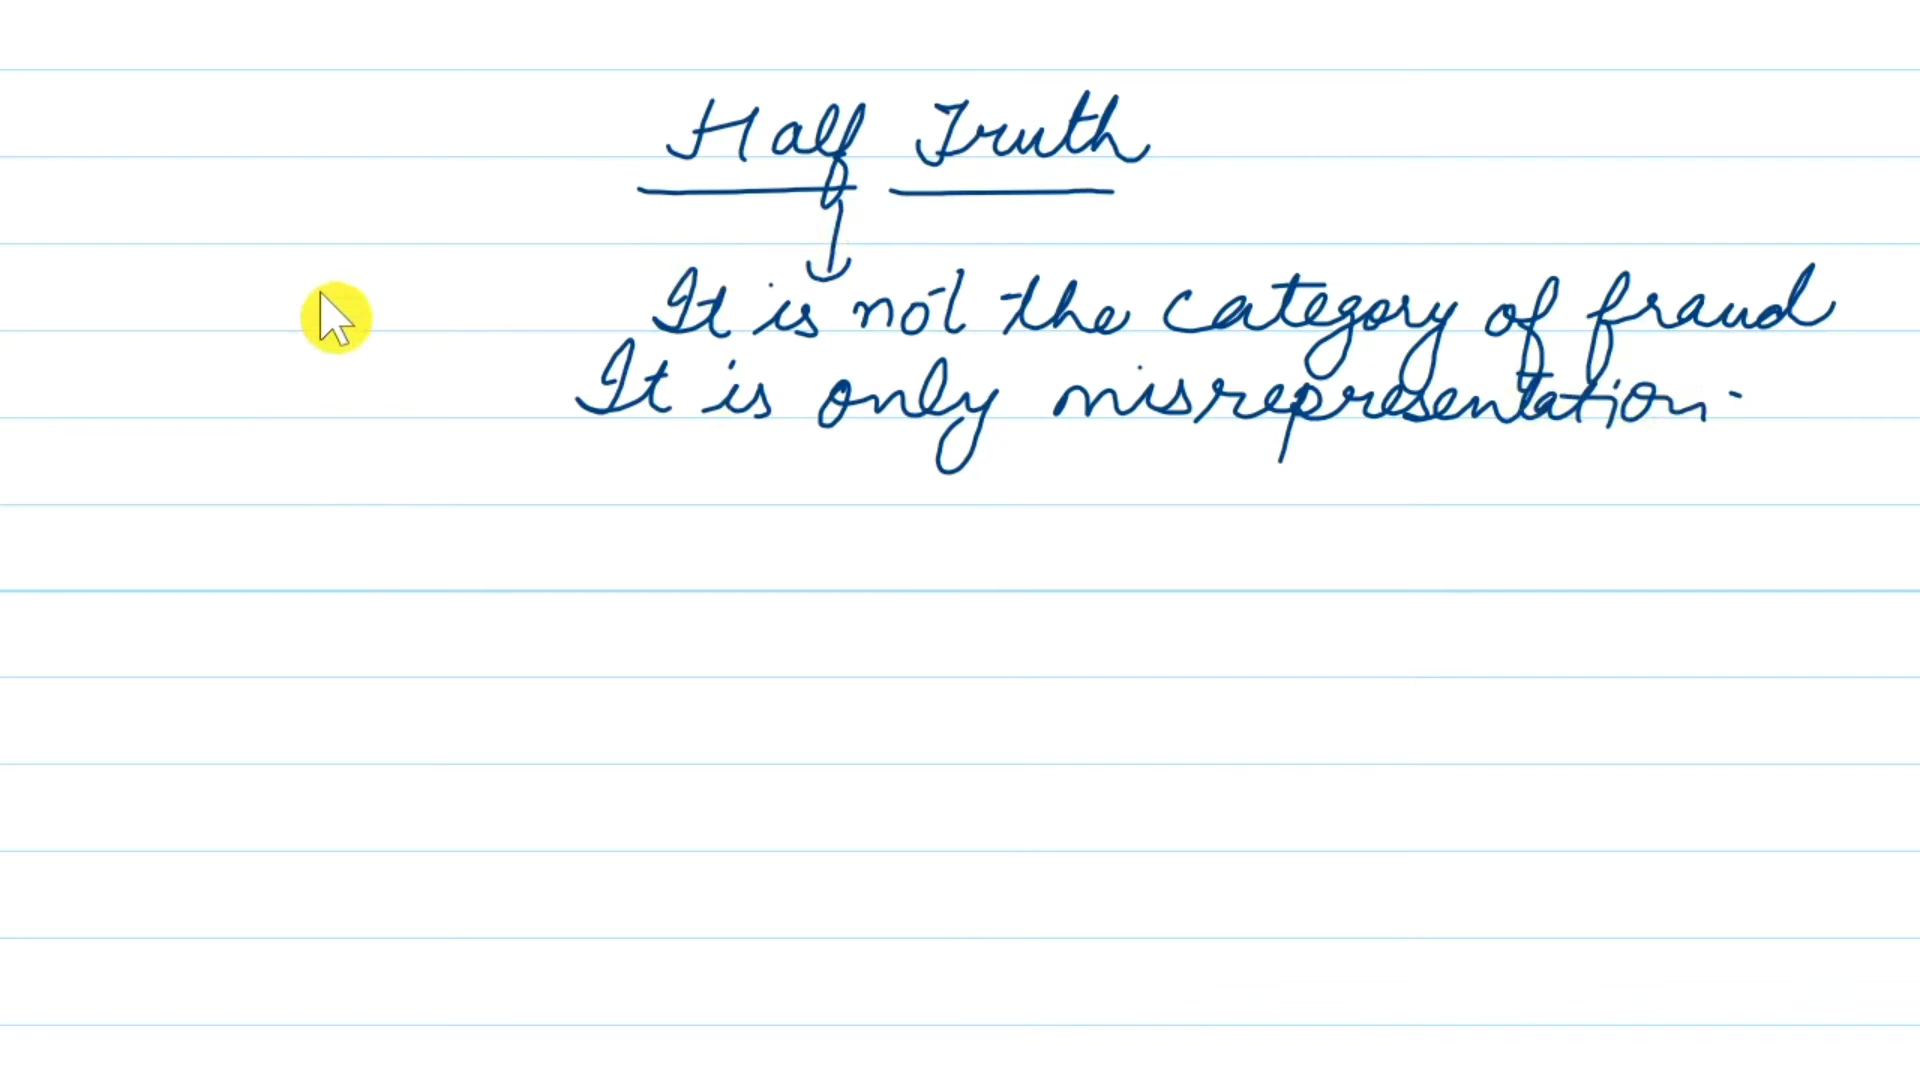 Half Truth
It is not the category of fraud
It is only misrepresentation.